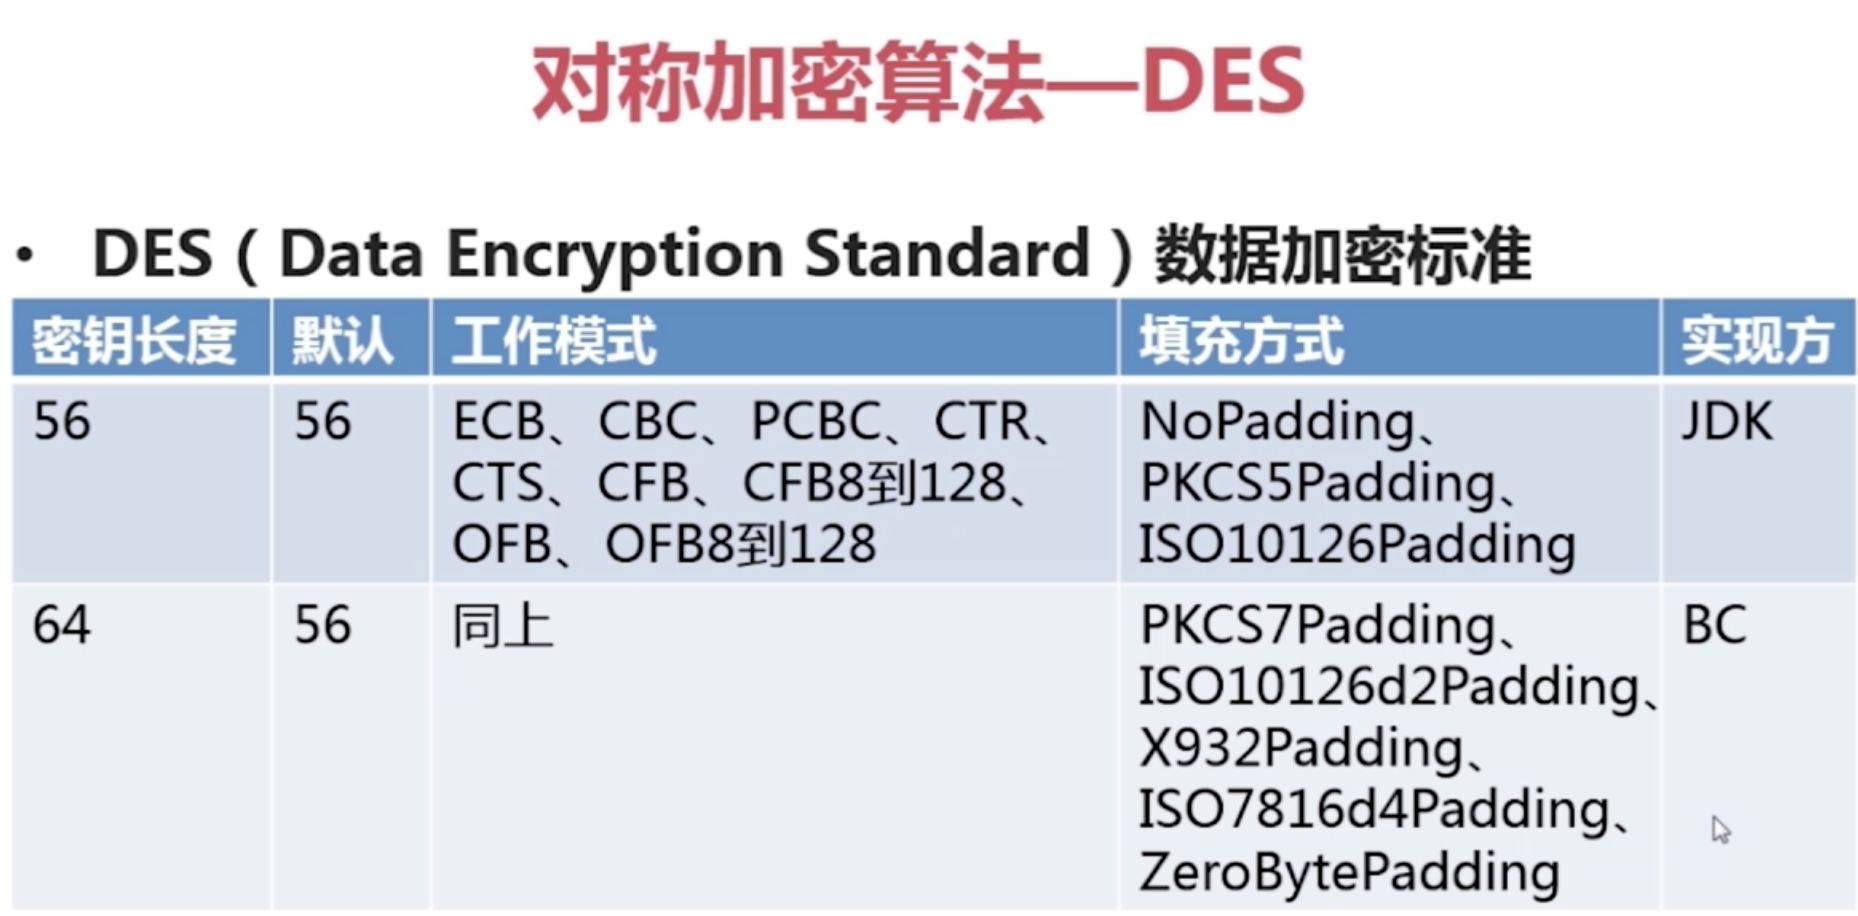 对称加密算法—DES
• DES（Data Encryption Standard）数据加密标准
密钥长度 默认 工作模式 填充方式 实现方
56 56 ECB、CBC、PCBC、CTR、 NoPadding、 JDK
CTS、CFB、CFB8到128、 PKCS5Padding、
OFB、OFB8到128 ISO10126Padding
64 56 同上 PKCS7Padding、 BC
ISO10126d2Padding、
X932Padding、
ISO7816d4Padding、
ZeroBytePadding